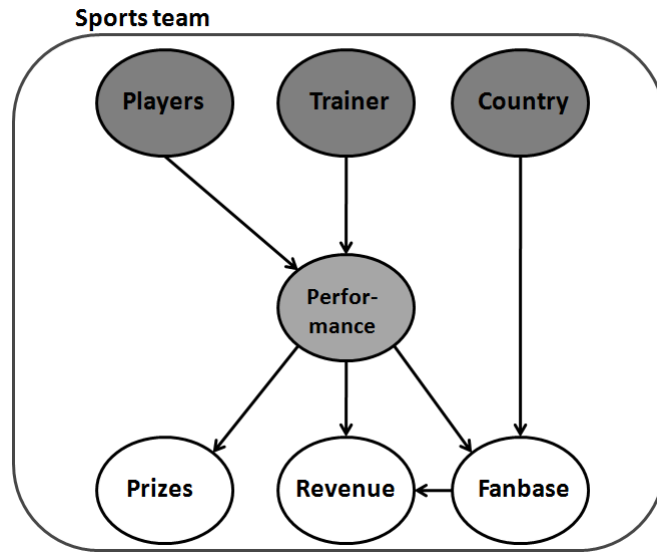 Sports team
Players
Trainer
Country
Perfor-
mance
Prizes
Revenue
Fanbase